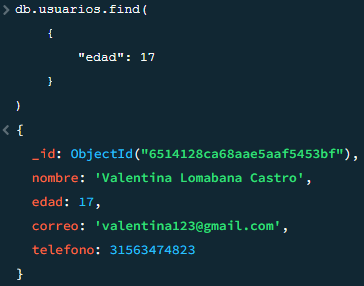 > db.usuarios.find(
{
"edad": 17
}
)
< {
_id: ObjectId("6514128ca68aae5aaf5453bf"),
nombre: 'Valentina Lomabana Castro',
edad: 17,
correo: 'valentina123@gmail.com',
telefono: 31563474823
}